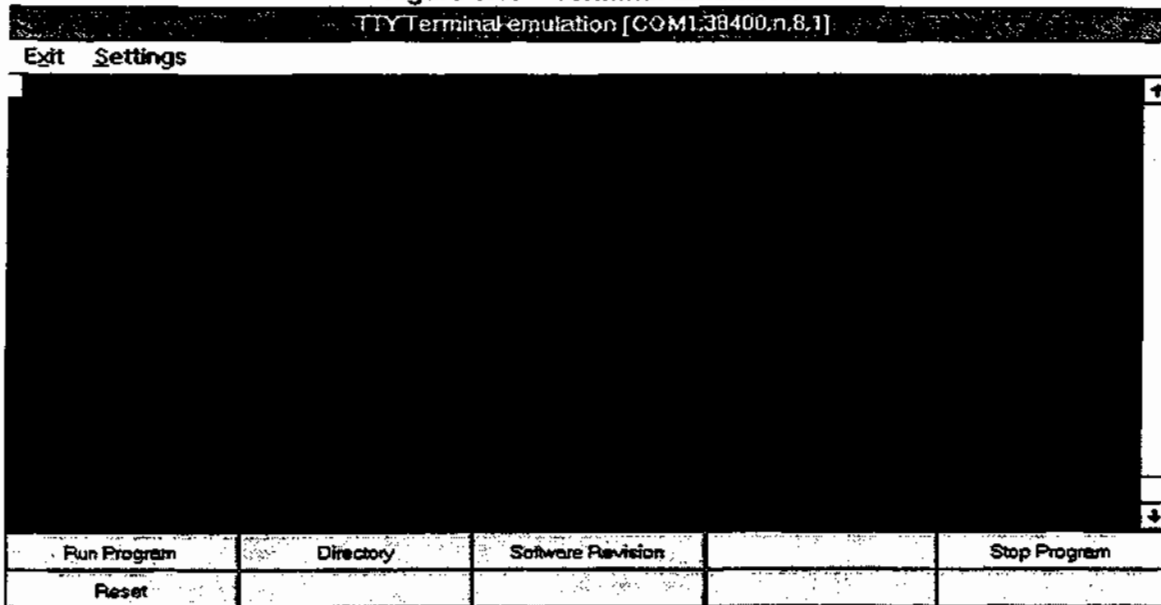 TTY Terminal emulation [COM1,38400,n,8,1]
Exit Settings
Run Program Directory Software Revision Stop Program
Reset